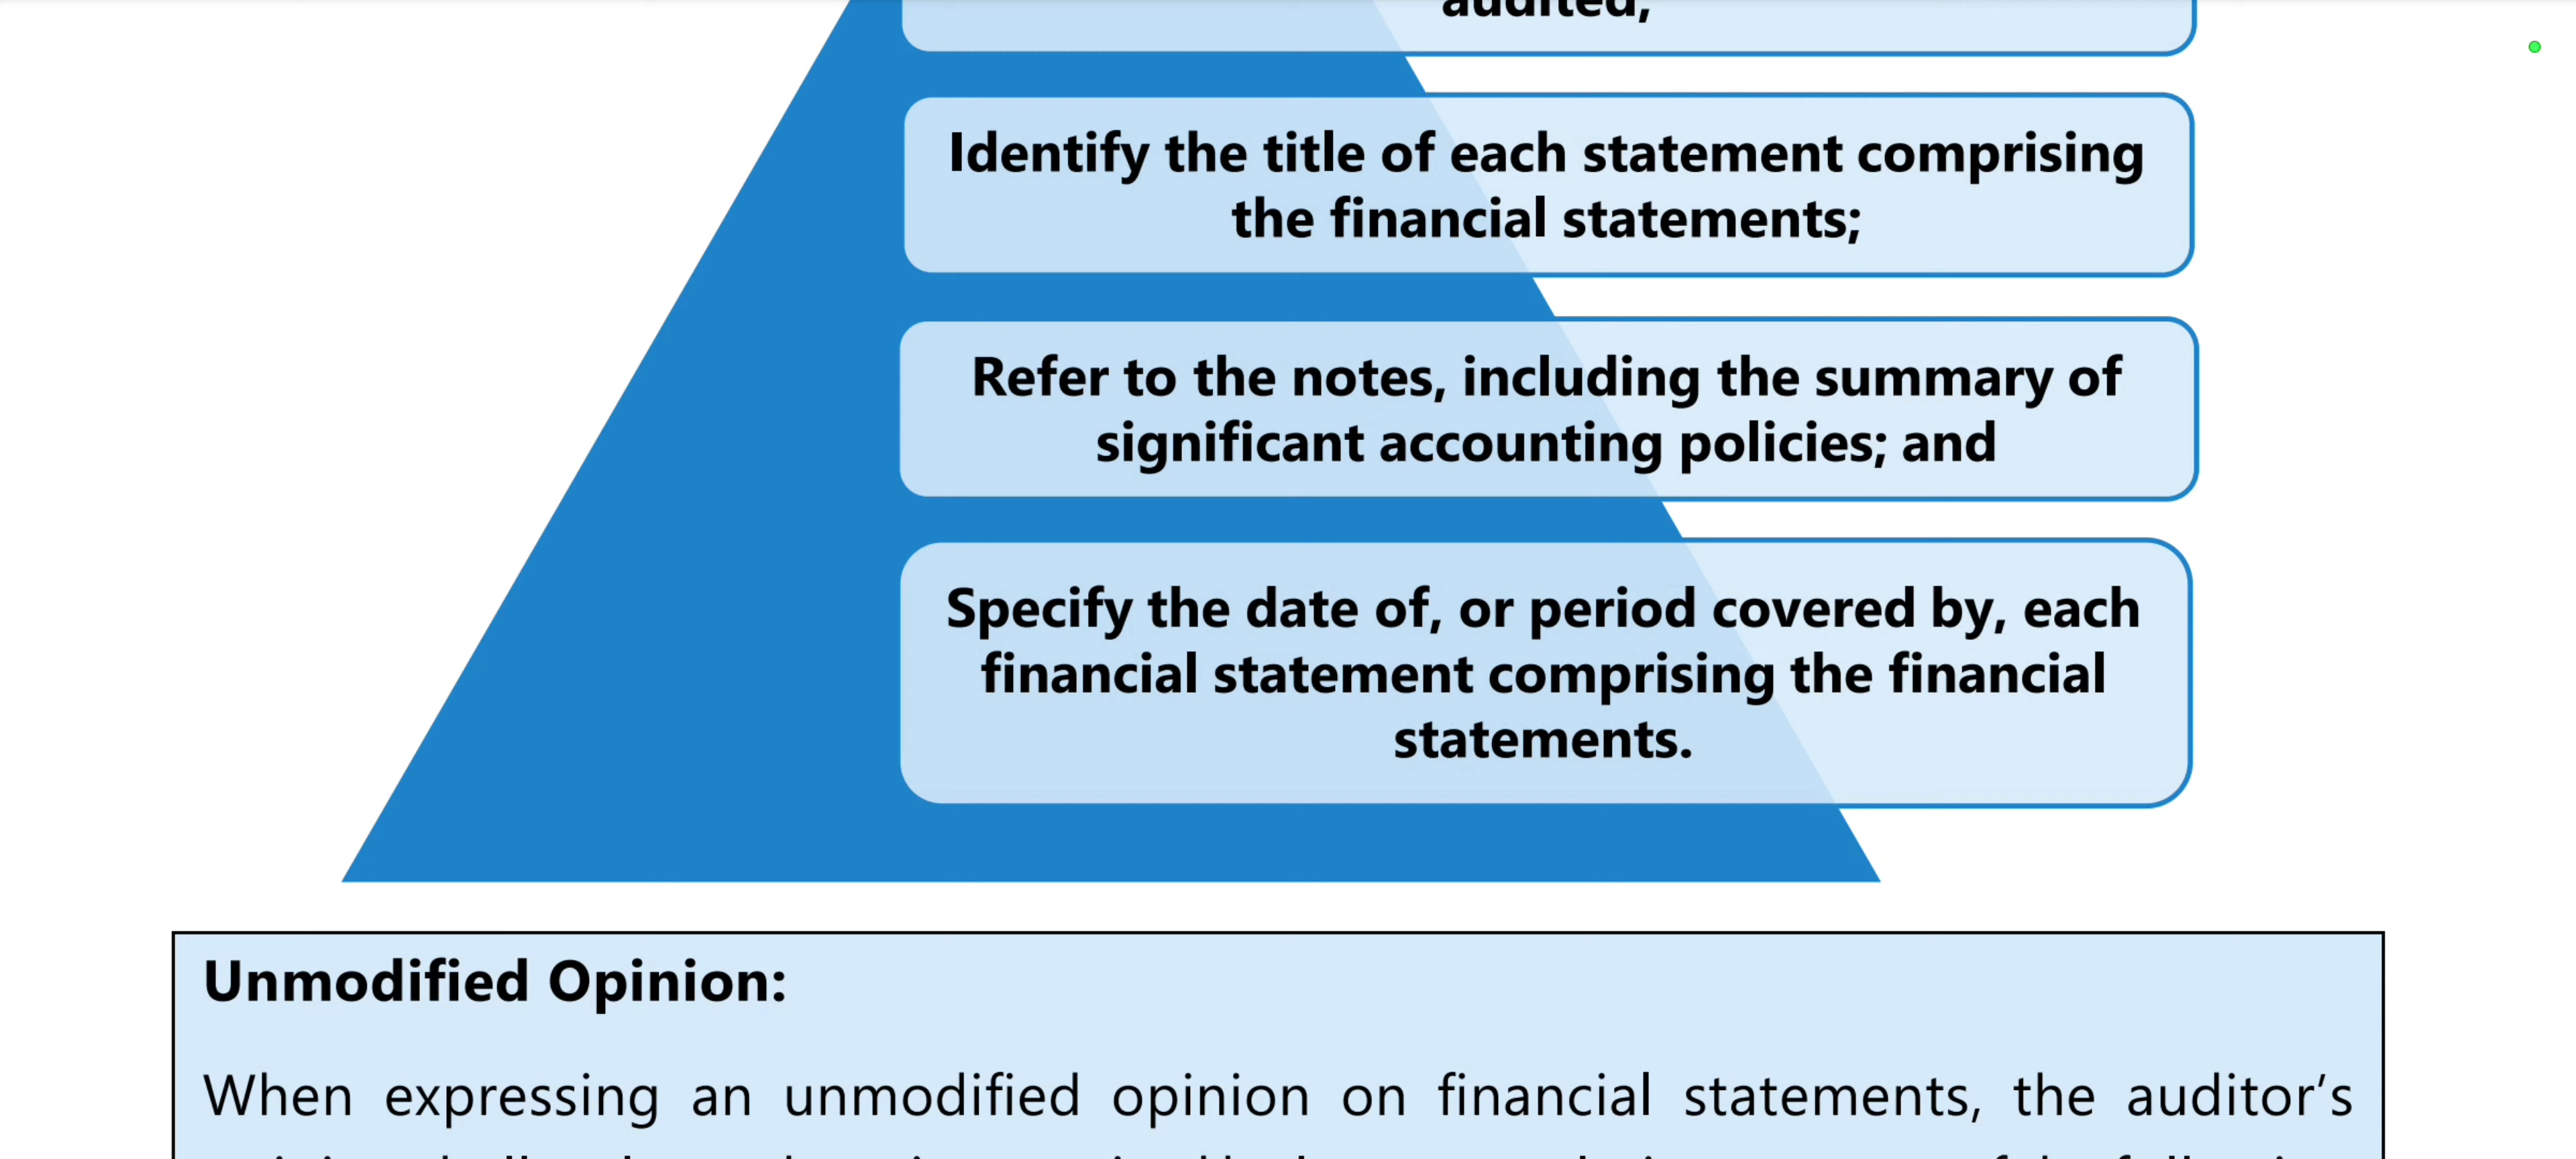 audited;
Identify the title of each statement comprising
the financial statements;
Refer to the notes, including the summary of
significant accounting policies; and
Specify the date of, or period covered by, each
financial statement comprising the financial
statements.
Unmodified Opinion:
When expressing an unmodified opinion on financial statements, the auditor’s